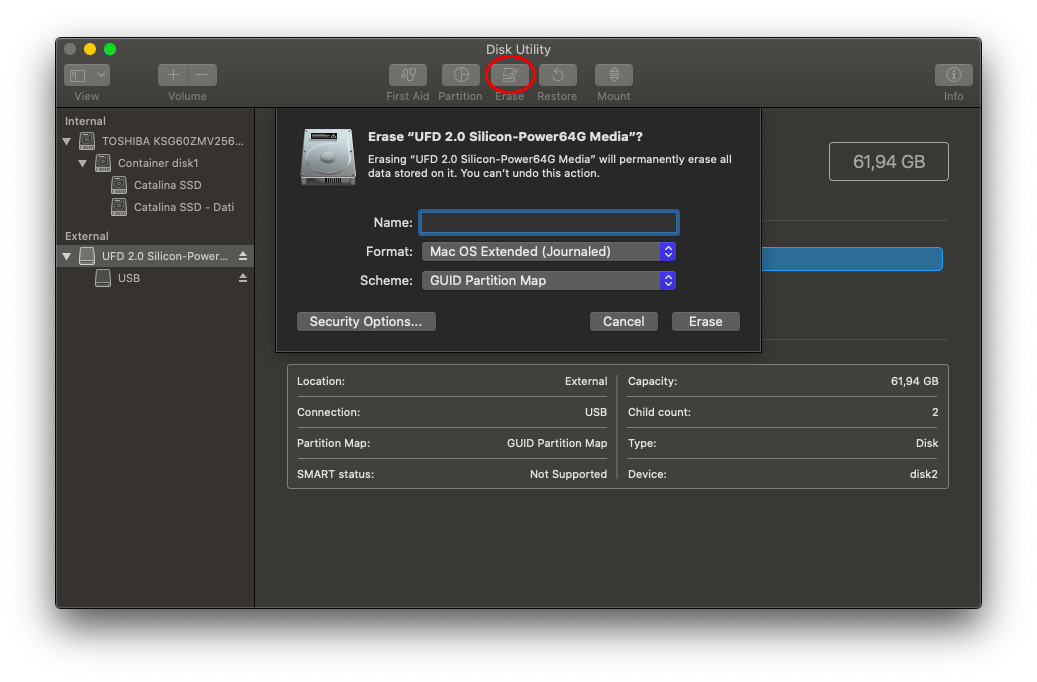 Disk Utility
View
Volume
First Aid
Partition
Erase
Restore
Mount
Info
Internal
TOSHIBA KSG60ZMV256...
Container disk1
Catalina SSD
Catalina SSD - Dati
External
UFD 2.0 Silicon-Power...
USB
Erase “UFD 2.0 Silicon-Power64G Media”?
Erasing “UFD 2.0 Silicon-Power64G Media” will permanently erase all
data stored on it. You can’t undo this action.
Name:
Format: Mac OS Extended (Journaled)
Scheme: GUID Partition Map
Security Options...
Cancel
Erase
61,94 GB
Location: External
Connection: USB
Partition Map: GUID Partition Map
SMART status: Not Supported
Capacity: 61,94 GB
Child count: 2
Type: Disk
Device: disk2